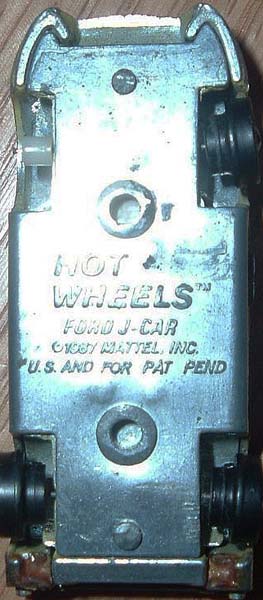 HOT
WHEELS™
FORD J-CAR
©1967 MATTEL, INC.
U.S. AND FOR PAT PEND